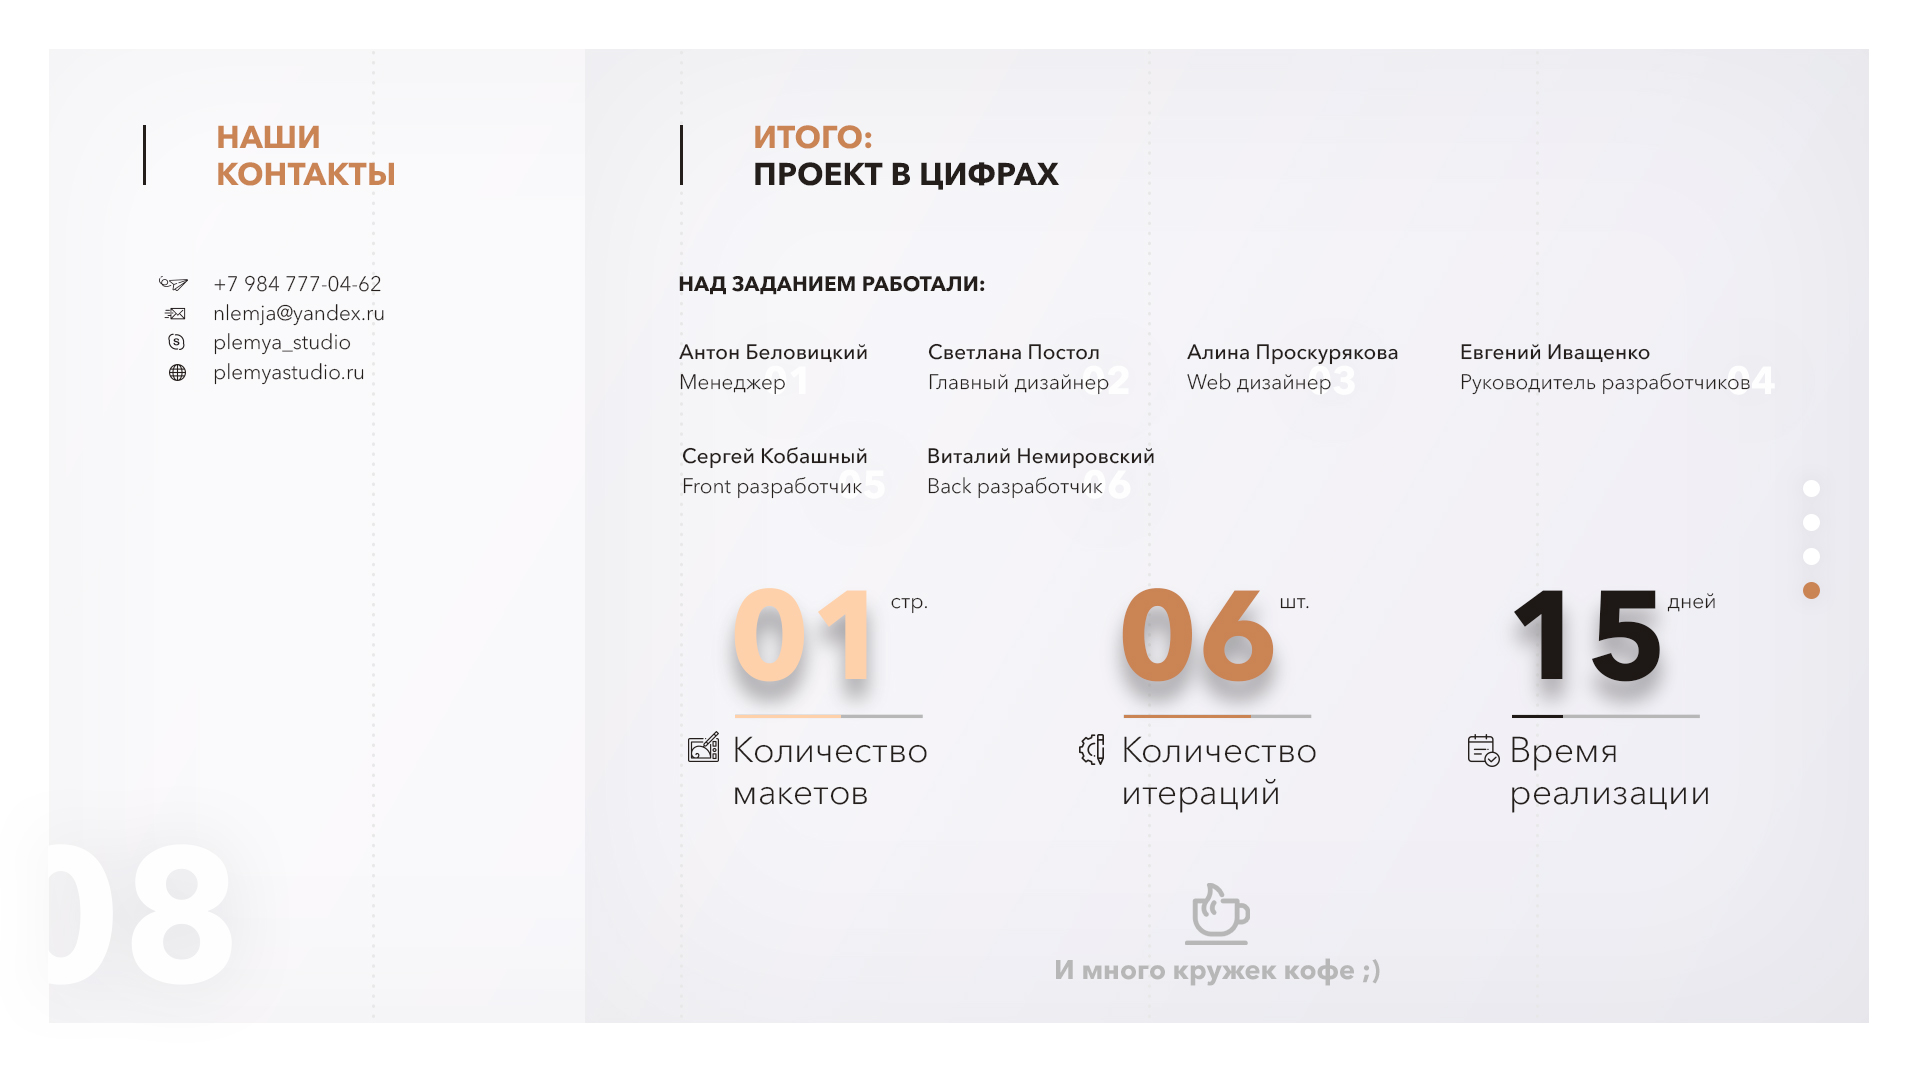 НАШИ
КОНТАКТЫ
+7 984 777-04-62
nlemja@yandex.ru
plemya_studio
plemyastudio.ru
08
ИТОГО:
ПРОЕКТ В ЦИФРАХ
НАД ЗАДАНИЕМ РАБОТАЛИ:
Антон Беловицкий
Менеджер
01
Светлана Постол
Главный дизайнер
02
Алина Проскурякова
Web дизайнер
03
Евгений Иващенко
Руководитель разработчиков
04
Сергей Кобашный
Front разработчик
05
Виталий Немировский
Back разработчик
06
01 стр.
Количество
макетов
06 шт.
Количество
итераций
15 дней
Время
реализации
И много кружек кофе ;)